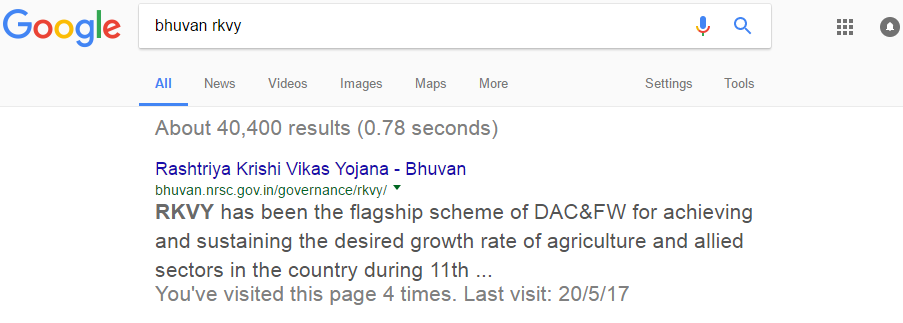 Google bhuvan rkvy
All News Videos Images Maps More Settings Tools
About 40,400 results (0.78 seconds)
Rashtriya Krishi Vikas Yojana - Bhuvan
bhuvan.nrsc.gov.in/governance/rkvy/
RKVY has been the flagship scheme of DAC&FW for achieving
and sustaining the desired growth rate of agriculture and allied
sectors in the country during 11th ...
You've visited this page 4 times. Last visit: 20/5/17